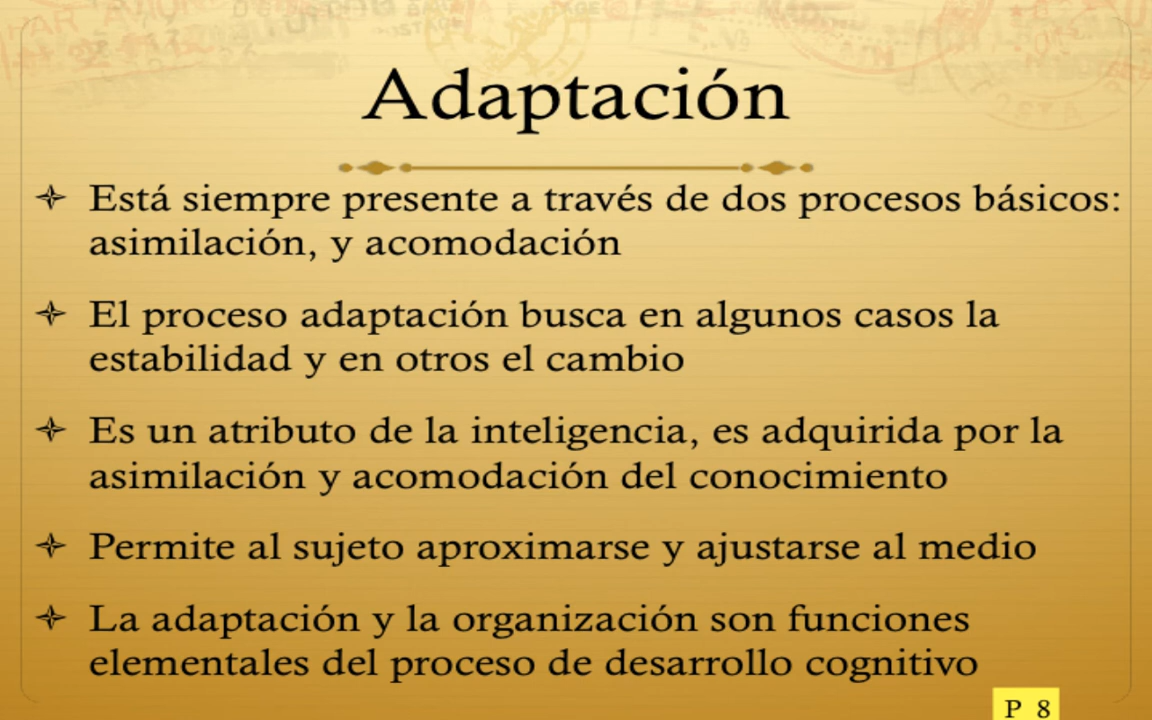 Adaptación
Está siempre presente a través de dos procesos básicos:
asimilación, y acomodación
El proceso adaptación busca en algunos casos la
estabilidad y en otros el cambio
Es un atributo de la inteligencia, es adquirida por la
asimilación y acomodación del conocimiento
Permite al sujeto aproximarse y ajustarse al medio
La adaptación y la organización son funciones
elementales del proceso de desarrollo cognitivo
P 8